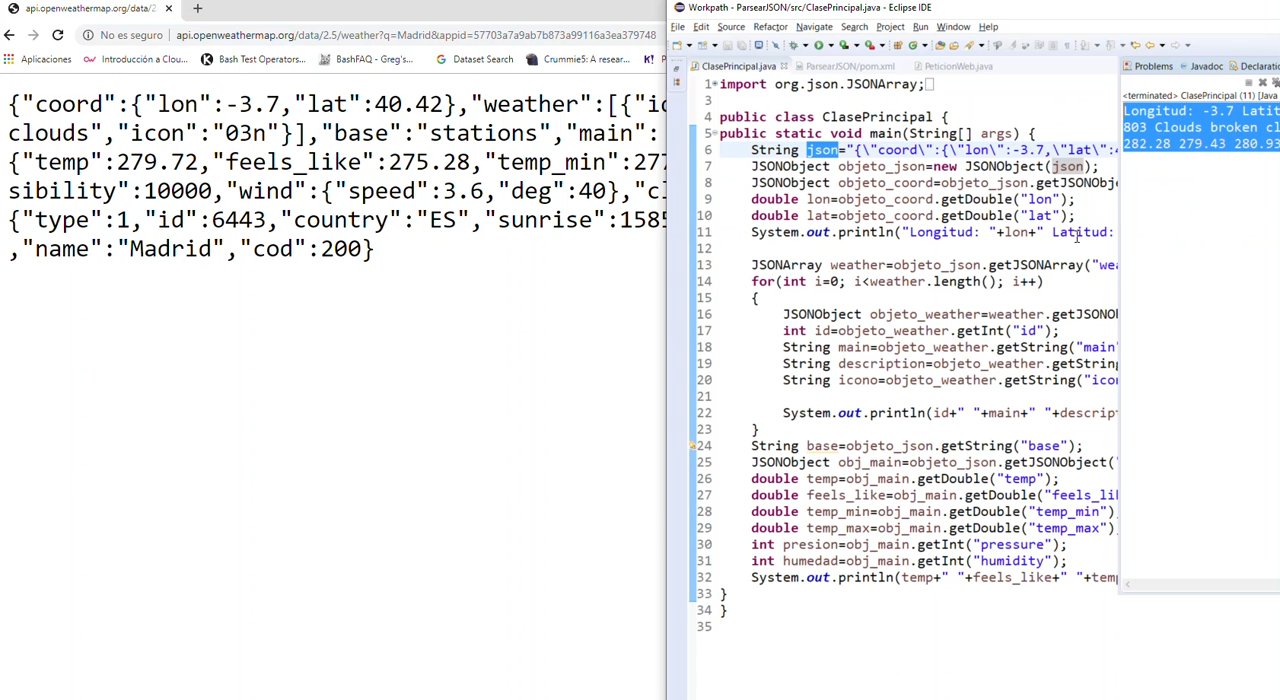 api.openweathermap.org/data/2
No es seguro | api.openweathermap.org/data/2.5/weather?q=Madrid&appid=57703a7a9ab7b873a99116a3ea379748
Aplicaciones Introducción a Clou... Bash Test Operators... BashFAQ - Greg's... Dataset Search Crummie5: A resear...
{"coord":{"lon":-3.7,"lat":40.42},"weather":[{"id
clouds","icon":"03n"}],"base":"stations","main":
{"temp":279.72,"feels_like":275.28,"temp_min":277
sibility":10000,"wind":{"speed":3.6,"deg":40},"cl
{"type":1,"id":6443,"country":"ES","sunrise":1585
,"name":"Madrid","cod":200}
Workpath - ParsearJSON/src/ClasePrincipal.java - Eclipse IDE
File Edit Source Refactor Navigate Search Project Run Window Help
ClasePrincipal.java ParsearJSON/pom.xml PeticionWeb.java
1 import org.json.JSONArray;
3
4 public class ClasePrincipal {
5 public static void main(String[] args) {
6 String json="{\"coord\":{\"lon\":-3.7,\"lat\":4
7 JSONObject objeto_json=new JSONObject(json);
8 JSONObject objeto_coord=objeto_json.getJSONObje
9 double lon=objeto_coord.getDouble("lon");
10 double lat=objeto_coord.getDouble("lat");
11 System.out.println("Longitud: "+lon+" Latitud:
12
13 JSONArray weather=objeto_json.getJSONArray("wea
14 for(int i=0; i<weather.length(); i++)
15 {
16 JSONObject objeto_weather=weather.getJSONO
17 int id=objeto_weather.getInt("id");
18 String main=objeto_weather.getString("main"
19 String description=objeto_weather.getString
20 String icono=objeto_weather.getString("icon
21
22 System.out.println(id+" "+main+" "+descript
23 }
24 String base=objeto_json.getString("base");
25 JSONObject obj_main=objeto_json.getJSONObject("
26 double temp=obj_main.getDouble("temp");
27 double feels_like=obj_main.getDouble("feels_lik
28 double temp_min=obj_main.getDouble("temp_min");
29 double temp_max=obj_main.getDouble("temp_max");
30 int presion=obj_main.getInt("pressure");
31 int humedad=obj_main.getInt("humidity");
32 System.out.println(temp+" "+feels_like+" "+temp
33 }
34 }
35
Problems Javadoc Declaratio
<terminated> ClasePrincipal (11) [Java
Longitud: -3.7 Latit
803 Clouds broken cl
282.28 279.43 280.93